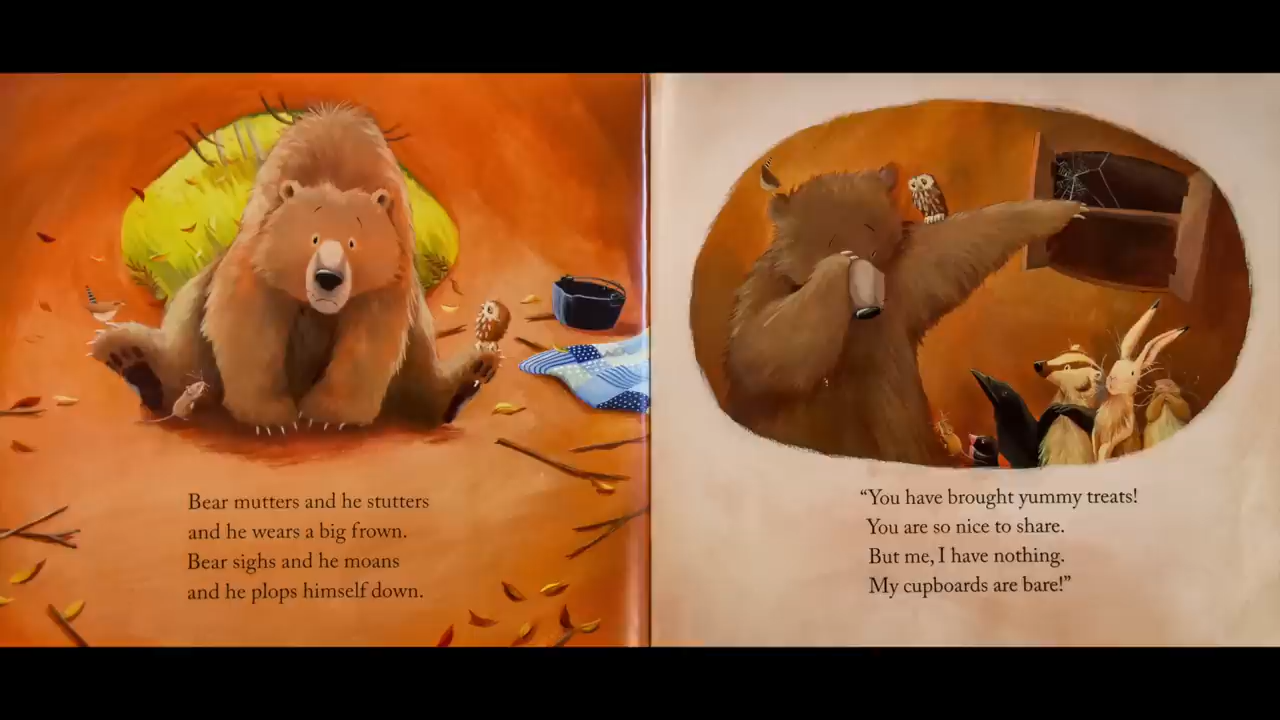 Bear mutters and he stutters
and he wears a big frown.
Bear sighs and he moans
and he plops himself down.
“You have brought yummy treats!
You are so nice to share.
But me, I have nothing.
My cupboards are bare!”